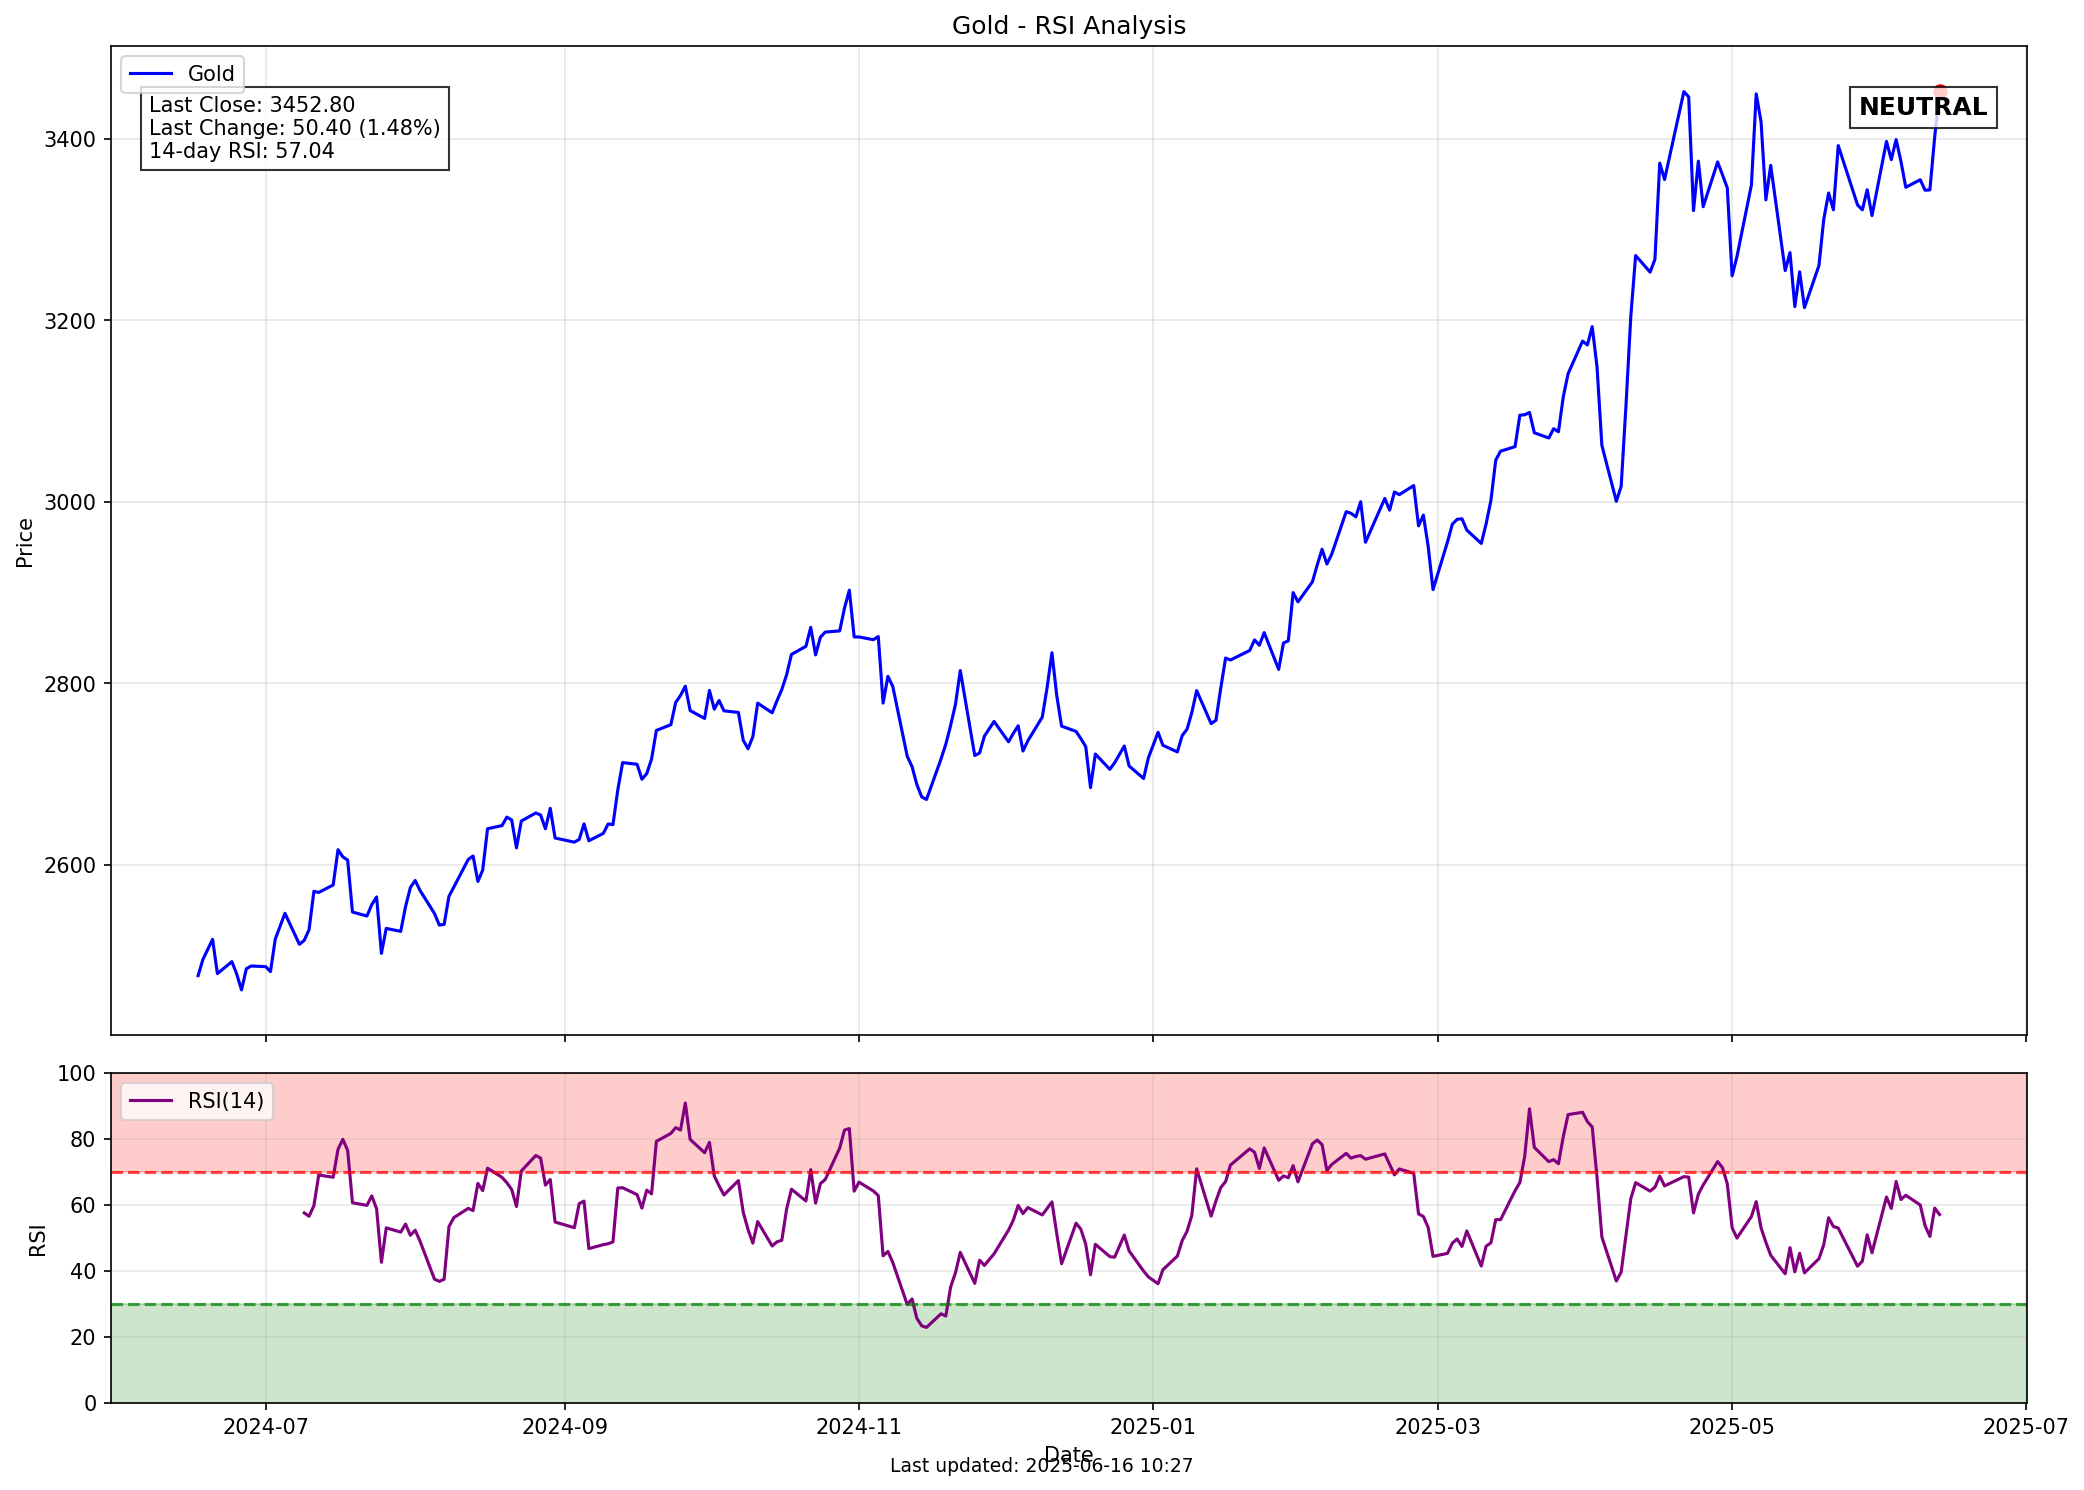 Gold - RSI Analysis
Gold
Last Close: 3452.80
Last Change: 50.40 (1.48%)
14-day RSI: 57.04
NEUTRAL
3400
3200
3000
2800
2600
Price
RSI(14)
100
80
60
40
20
0
RSI
2024-07
2024-09
2024-11
2025-01
2025-03
2025-05
2025-07
Date
Last updated: 2025-06-16 10:27